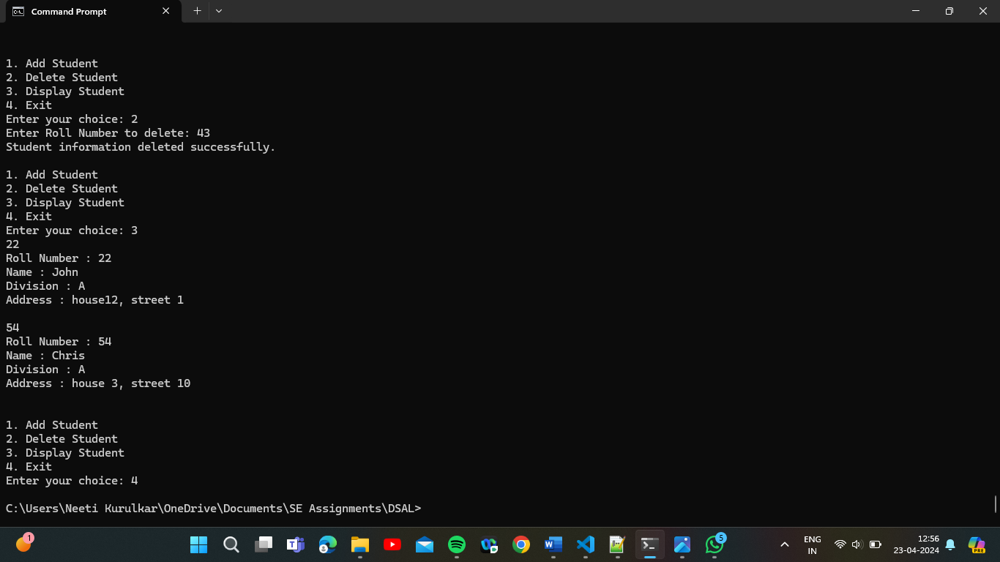 Command Prompt
1. Add Student
2. Delete Student
3. Display Student
4. Exit
Enter your choice: 2
Enter Roll Number to delete: 43
Student information deleted successfully.
1. Add Student
2. Delete Student
3. Display Student
4. Exit
Enter your choice: 3
22
Roll Number : 22
Name : John
Division : A
Address : house12, street 1
54
Roll Number : 54
Name : Chris
Division : A
Address : house 3, street 10
1. Add Student
2. Delete Student
3. Display Student
4. Exit
Enter your choice: 4
C:\Users\Neeti Kurulkar\OneDrive\Documents\SE Assignments\DSAL>
1
5
ENG
IN
12:56
23-04-2024
PRE